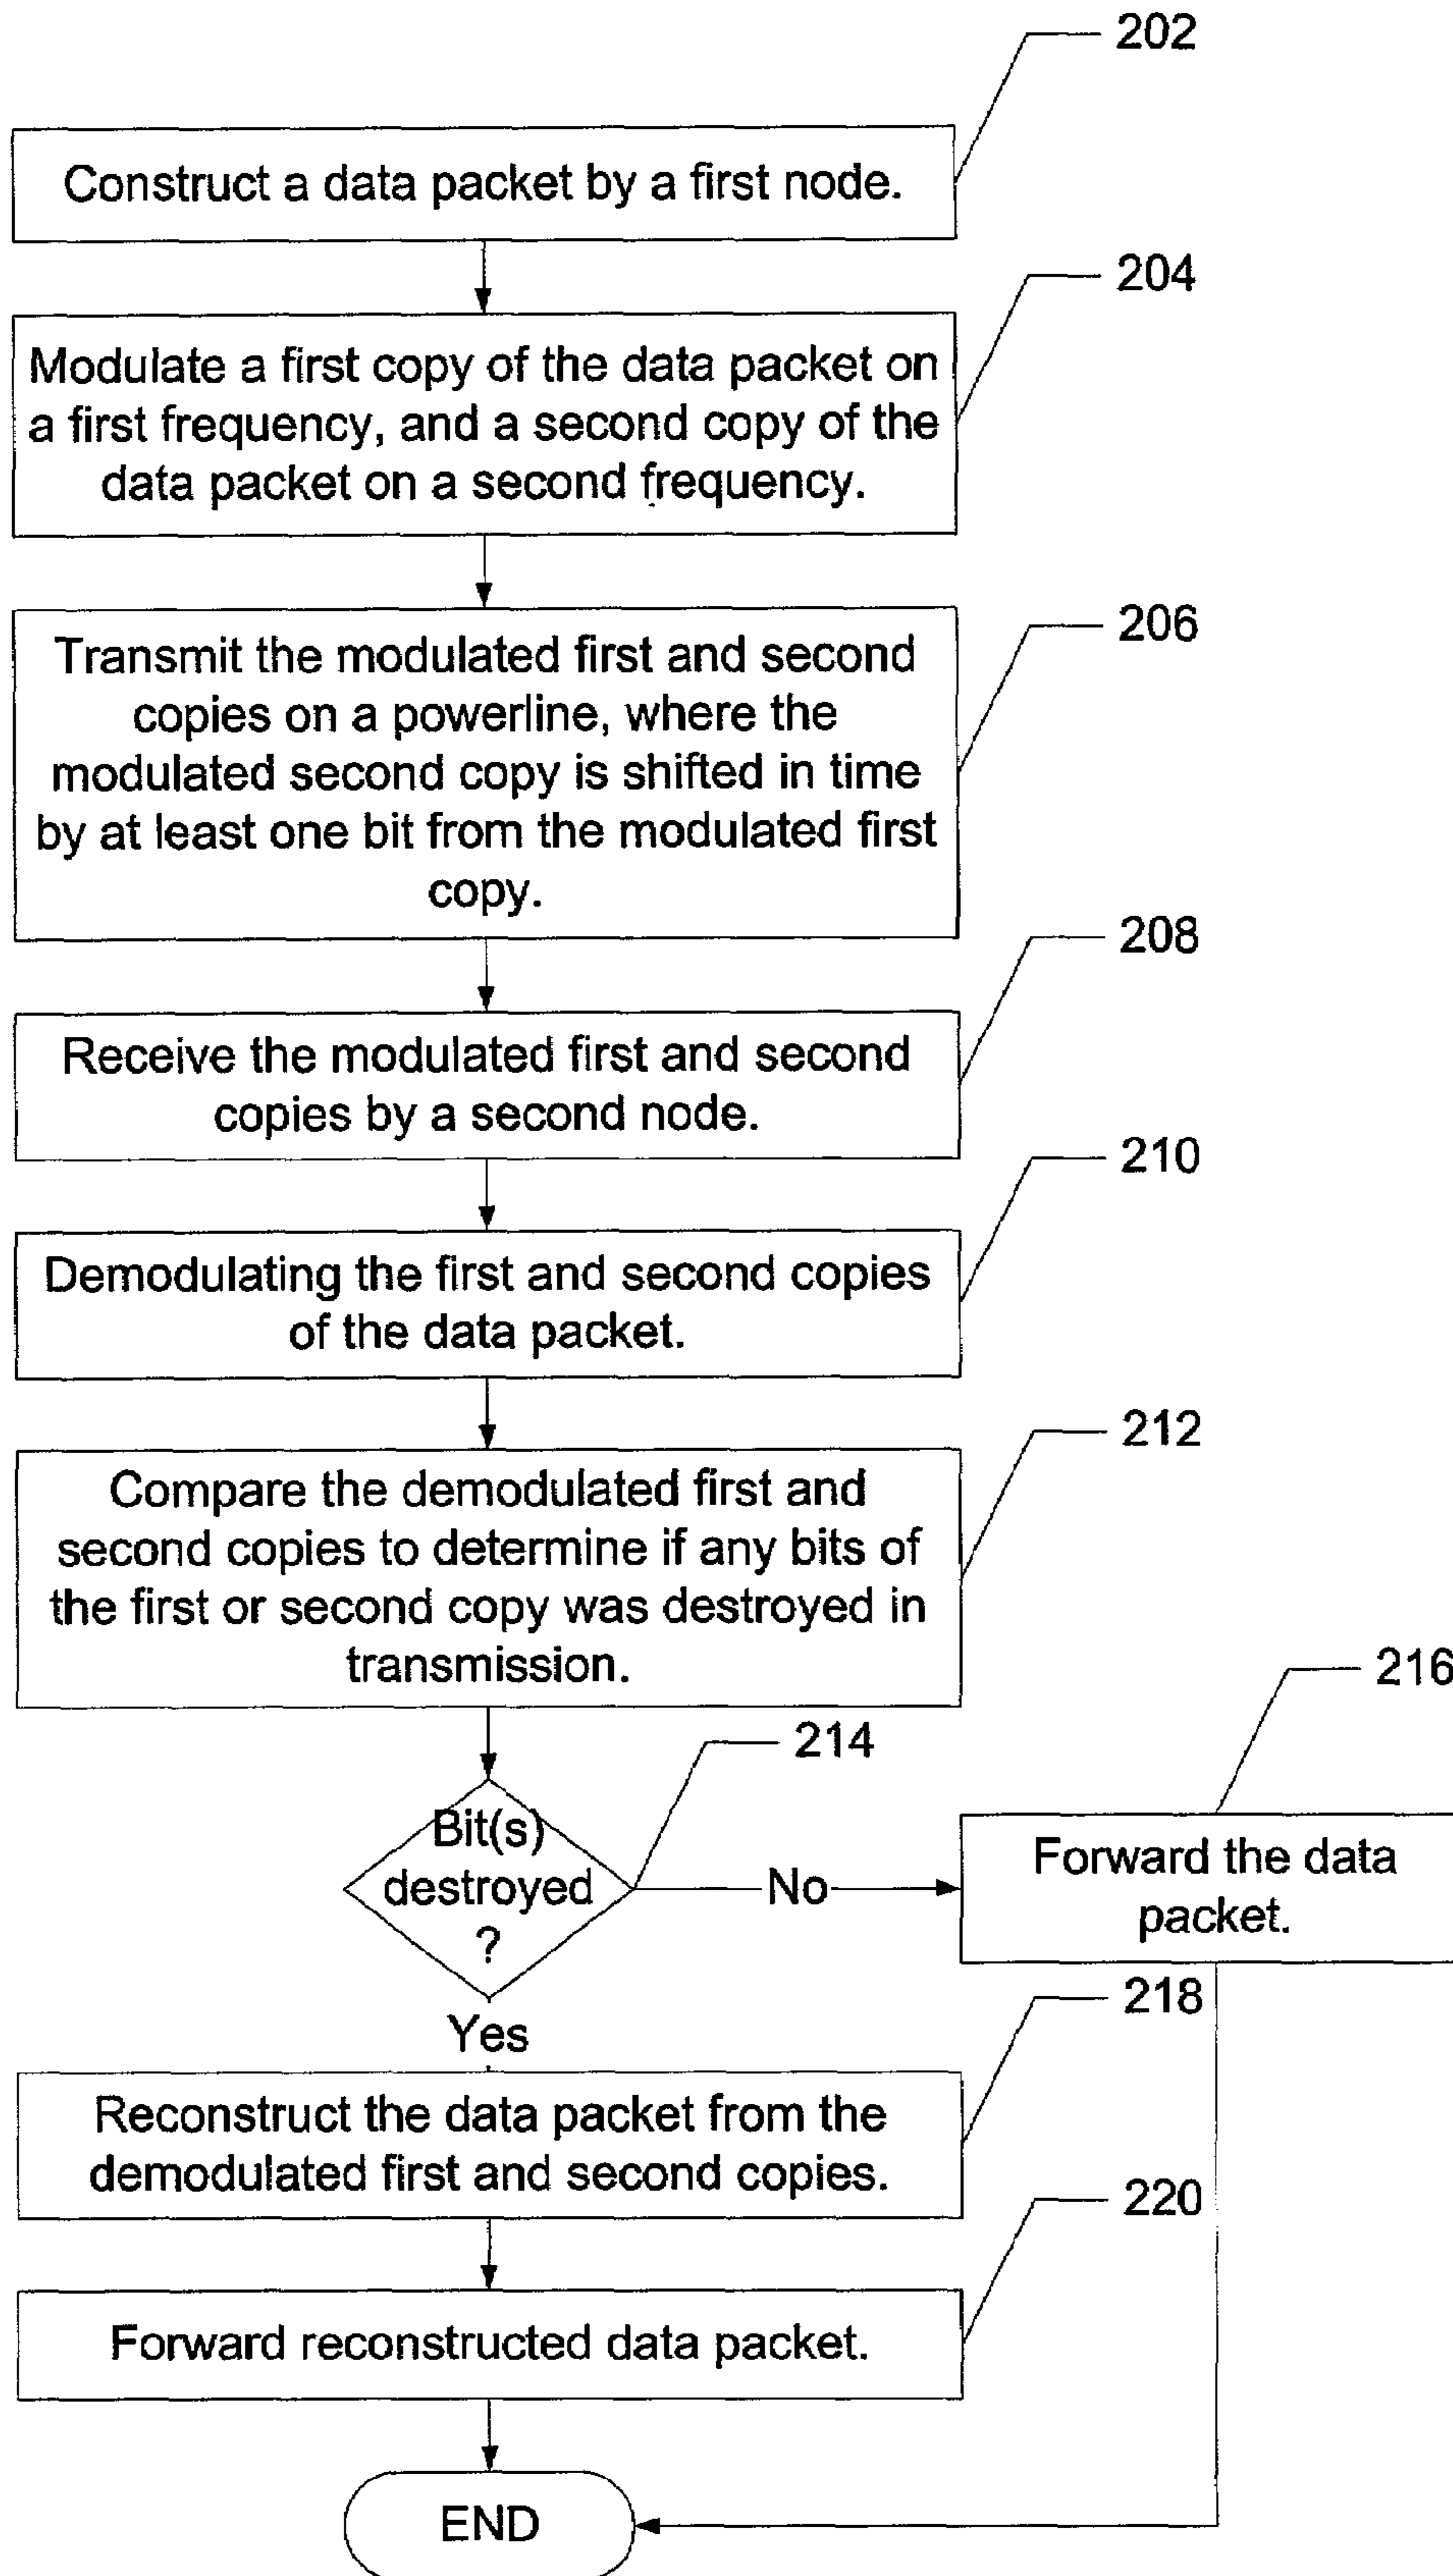 202
Construct a data packet by a first node.
204
Modulate a first copy of the data packet on
a first frequency, and a second copy of the
data packet on a second frequency.
206
Transmit the modulated first and second
copies on a powerline, where the
modulated second copy is shifted in time
by at least one bit from the modulated first
copy.
208
Receive the modulated first and second
copies by a second node.
210
Demodulating the first and second copies
of the data packet.
212
Compare the demodulated first and
second copies to determine if any bits of
the first or second copy was destroyed in
transmission.
214
Bit(s)
destroyed
?
No
216
Forward the data
packet.
Yes
218
Reconstruct the data packet from the
demodulated first and second copies.
220
Forward reconstructed data packet.
END